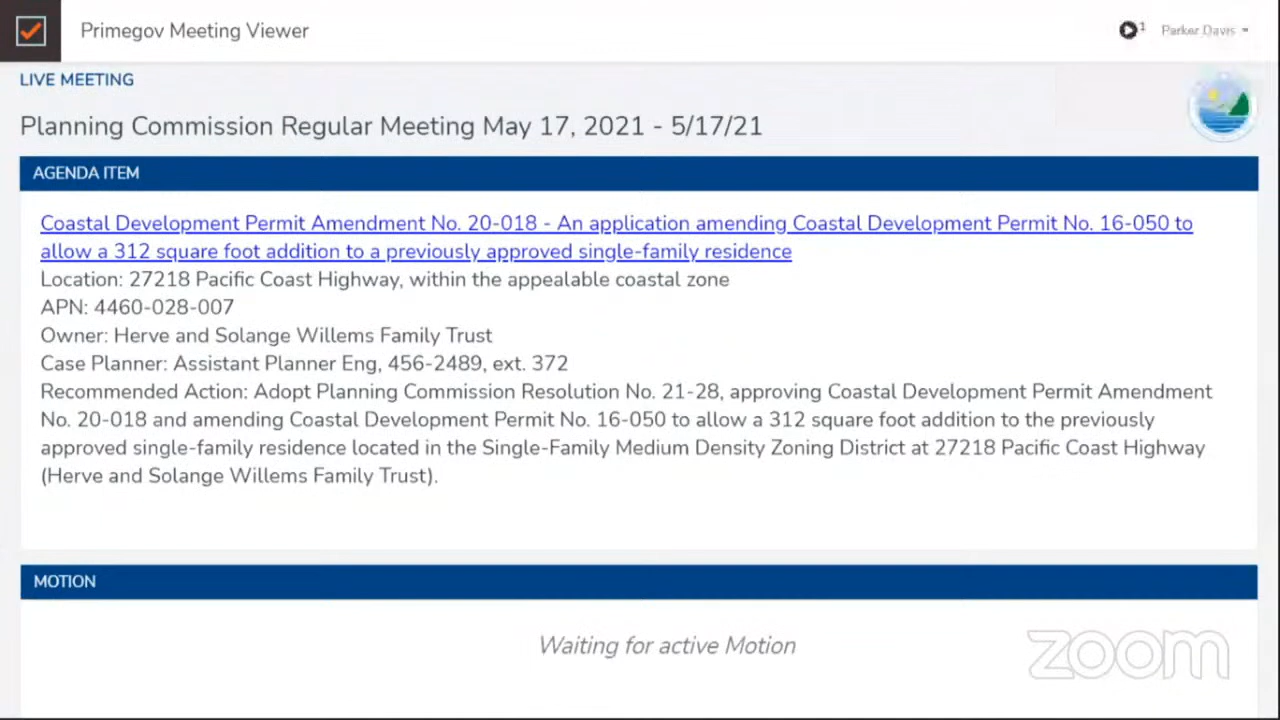 Primegov Meeting Viewer
1 Parker Davis
LIVE MEETING
Planning Commission Regular Meeting May 17, 2021 - 5/17/21
AGENDA ITEM
Coastal Development Permit Amendment No. 20-018 - An application amending Coastal Development Permit No. 16-050 to
allow a 312 square foot addition to a previously approved single-family residence
Location: 27218 Pacific Coast Highway, within the appealable coastal zone
APN: 4460-028-007
Owner: Herve and Solange Willems Family Trust
Case Planner: Assistant Planner Eng, 456-2489, ext. 372
Recommended Action: Adopt Planning Commission Resolution No. 21-28, approving Coastal Development Permit Amendment
No. 20-018 and amending Coastal Development Permit No. 16-050 to allow a 312 square foot addition to the previously
approved single-family residence located in the Single-Family Medium Density Zoning District at 27218 Pacific Coast Highway
(Herve and Solange Willems Family Trust).
MOTION
Waiting for active Motion
zoom